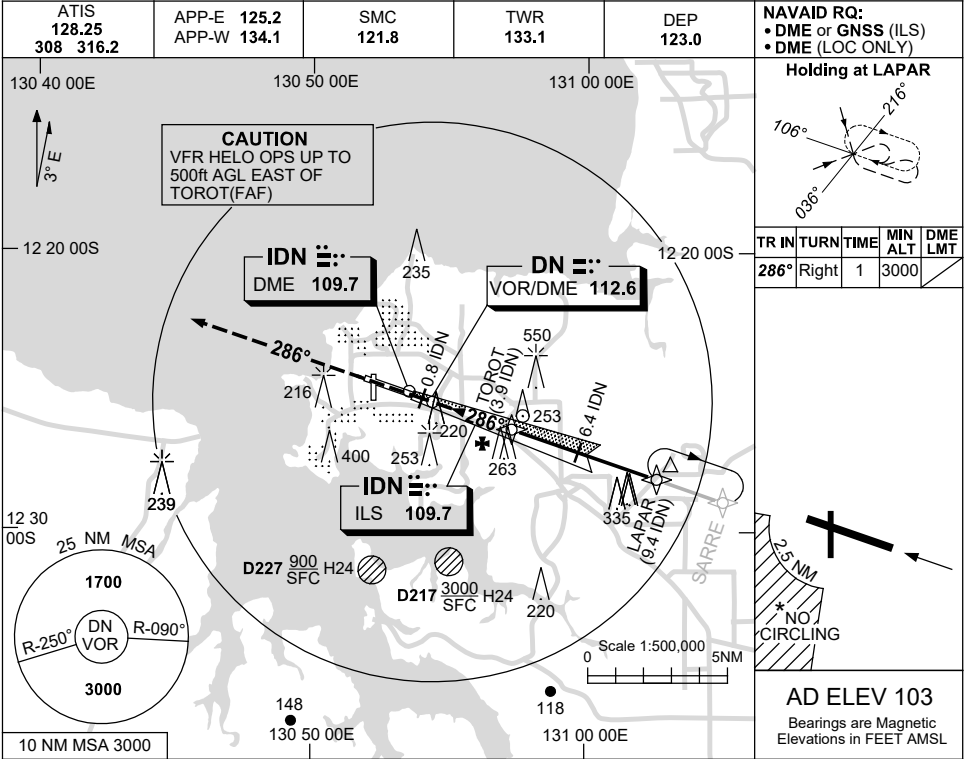 ATIS
128.25
308 316.2
APP-E 125.2
APP-W 134.1
SMC
121.8
TWR
133.1
DEP
123.0
NAVAID RQ:
• DME or GNSS (ILS)
• DME (LOC ONLY)
130 40 00E
130 50 00E
131 00 00E
Holding at LAPAR
216°
106°
036°
3° E
CAUTION
VFR HELO OPS UP TO
500ft AGL EAST OF
TOROT(FAF)
12 20 00S
12 20 00S
TR IN
TURN
TIME
MIN
ALT
DME
LMT
286°
Right
1
3000
IDN
DME 109.7
235
DN
VOR/DME 112.6
286°
0.8 IDN
TOROT
(3.9 IDN)
550
216
286°
253
6.4 IDN
220
400
253
263
239
IDN
ILS 109.7
335
LAPAR
(9.4 IDN)
SARRE
12 30
00S
25 NM MSA
1700
R-250°
DN
VOR
R-090°
3000
D227 900
SFC
H24
D217 3000
SFC
H24
220
2.5 NM
*NO
CIRCLING
Scale 1:500,000
0
5NM
148
118
130 50 00E
131 00 00E
10 NM MSA 3000
AD ELEV 103
Bearings are Magnetic
Elevations in FEET AMSL